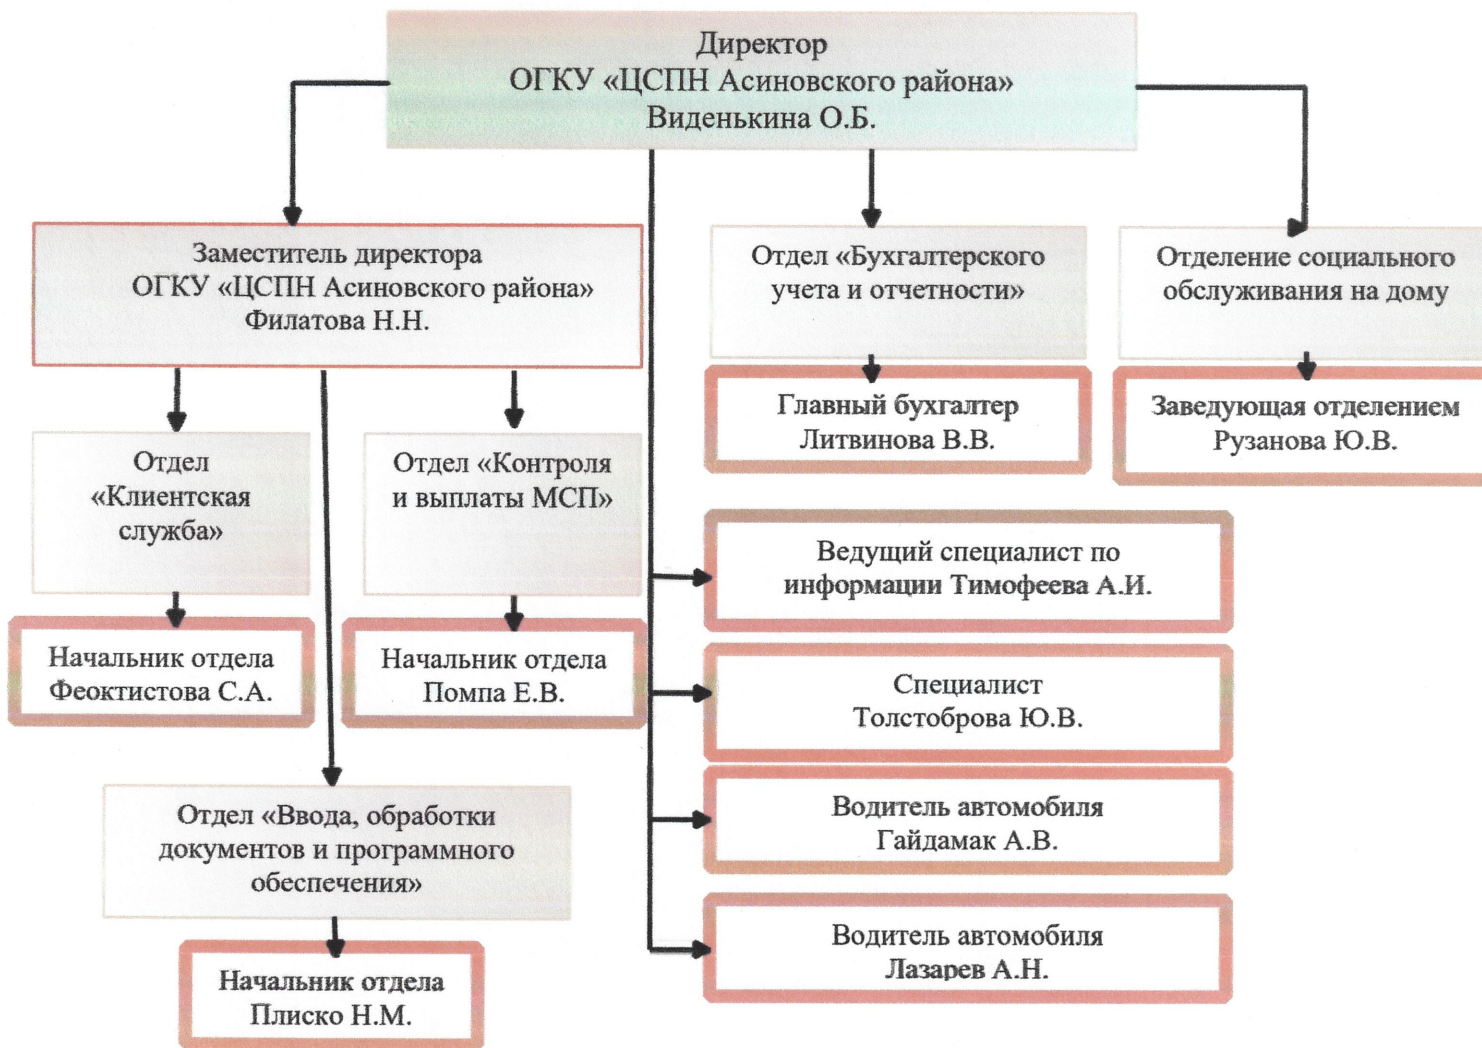 Директор
ОГКУ «ЦСПН Асиновского района»
Виденькина О.Б.
Заместитель директора
ОГКУ «ЦСПН Асиновского района»
Филатова Н.Н.
Отдел «Бухгалтерского
учета и отчетности»
Отделение социального
обслуживания на дому
Главный бухгалтер
Литвинова В.В.
Заведующая отделением
Рузанова Ю.В.
Отдел
«Клиентская
служба»
Отдел «Контроля
и выплаты МСП»
Ведущий специалист по
информации Тимофеева А.И.
Начальник отдела
Феоктистова С.А.
Начальник отдела
Помпа Е.В.
Специалист
Толстоброва Ю.В.
Отдел «Ввода, обработки
документов и программного
обеспечения»
Водитель автомобиля
Гайдамак А.В.
Водитель автомобиля
Лазарев А.Н.
Начальник отдела
Плиско Н.М.